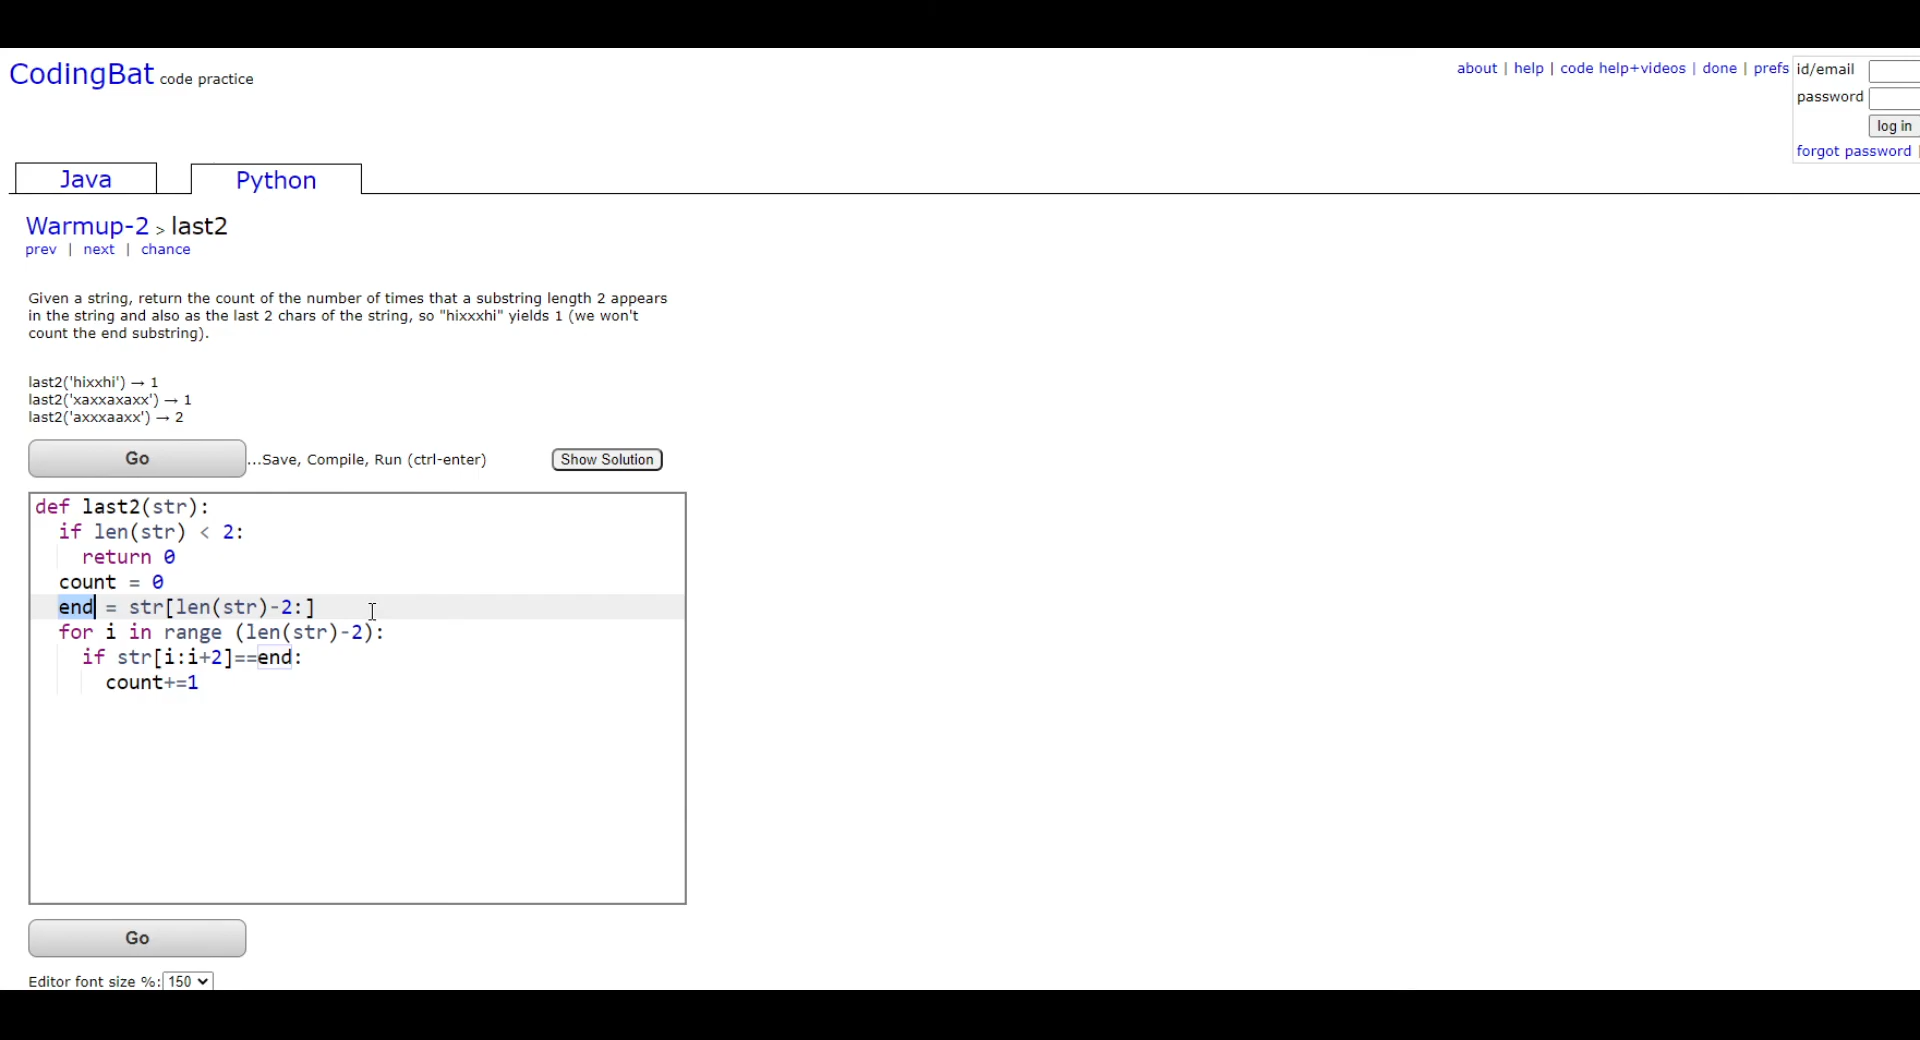 CodingBat code practice
about | help | code help+videos | done | prefs
id/email
password
log in
forgot password |
Java
Python
Warmup-2 > last2
prev | next | chance
Given a string, return the count of the number of times that a substring length 2 appears
in the string and also as the last 2 chars of the string, so "hixxxhi" yields 1 (we won't
count the end substring).
last2('hixxhi') → 1
last2('xaxxaxaxx') → 1
last2('axxxaaxx') → 2
Go
...Save, Compile, Run (ctrl-enter)
Show Solution
def last2(str):
  if len(str) < 2:
    return 0
  count = 0
  end = str[len(str)-2:]
  for i in range (len(str)-2):
    if str[i:i+2]==end:
      count+=1
Go
Editor font size %: 150